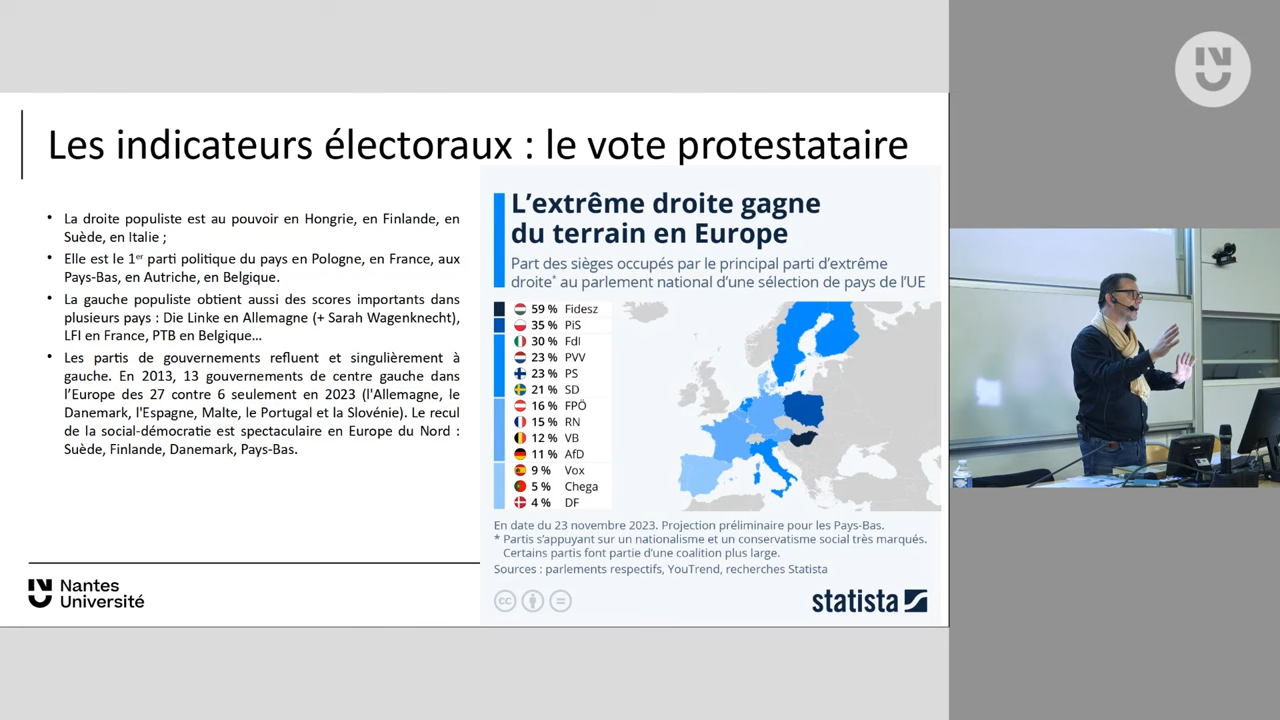 Les indicateurs électoraux : le vote protestataire
• La droite populiste est au pouvoir en Hongrie, en Finlande, en
Suède, en Italie ;
• Elle est le 1er parti politique du pays en Pologne, en France, aux
Pays-Bas, en Autriche, en Belgique.
• La gauche populiste obtient aussi des scores importants dans
plusieurs pays : Die Linke en Allemagne (+ Sarah Wagenknecht),
LFI en France, PTB en Belgique…
• Les partis de gouvernements refluent et singulièrement à
gauche. En 2013, 13 gouvernements de centre gauche dans
l'Europe des 27 contre 6 seulement en 2023 (l'Allemagne, le
Danemark, l'Espagne, Malte, le Portugal et la Slovénie). Le recul
de la social-démocratie est spectaculaire en Europe du Nord :
Suède, Finlande, Danemark, Pays-Bas.
Nantes
Université
L'extrême droite gagne
du terrain en Europe
Part des sièges occupés par le principal parti d'extrême
droite* au parlement national d'une sélection de pays de l'UE
59 % Fidesz
35 % PiS
30 % FdI
23 % PVV
23 % PS
21 % SD
16 % FPÖ
15 % RN
12 % VB
11 % AfD
9 % Vox
5 % Chega
4 % DF
En date du 23 novembre 2023. Projection préliminaire pour les Pays-Bas.
* Partis s'appuyant sur un nationalisme et un conservatisme social très marqués.
Certains partis font partie d'une coalition plus large.
Sources : parlements respectifs, YouTrend, recherches Statista
cc
statista